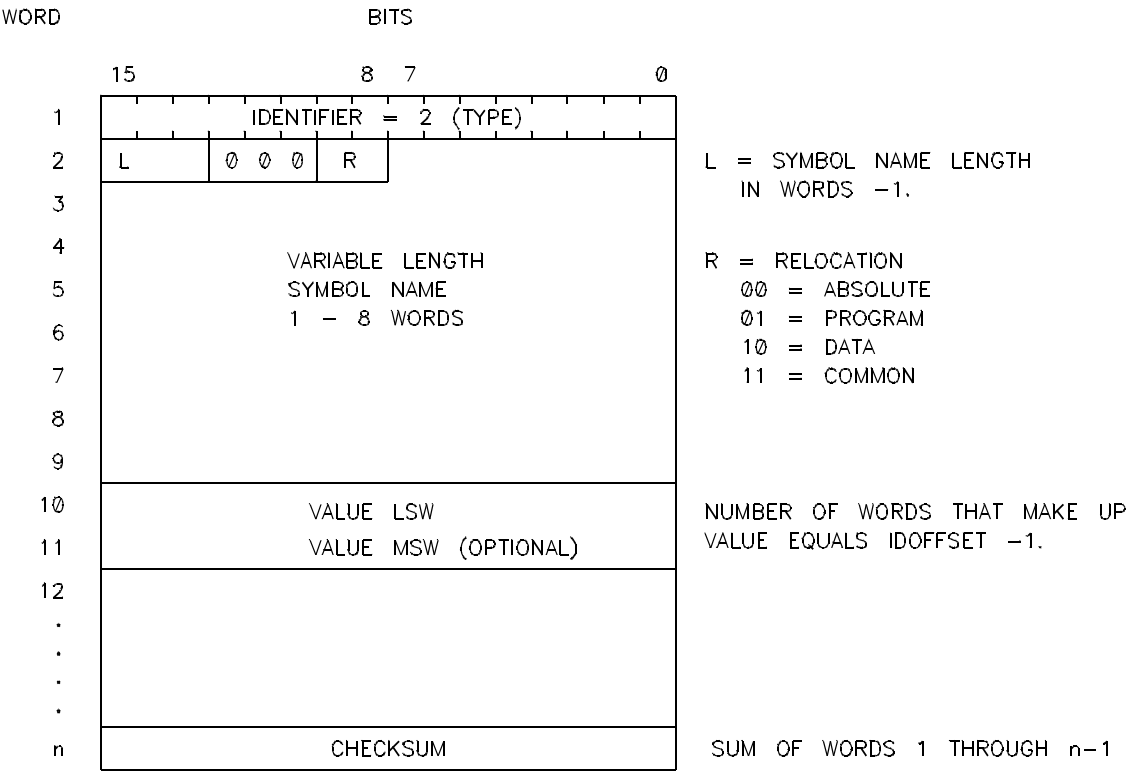 WORD BITS
15 8 7 0
1 IDENTIFIER = 2 (TYPE)
2 L 0 0 0 R L = SYMBOL NAME LENGTH
IN WORDS -1.
3
4
VARIABLE LENGTH R = RELOCATION
5 SYMBOL NAME 00 = ABSOLUTE
1 - 8 WORDS 01 = PROGRAM
6
10 = DATA
7 11 = COMMON
8
9
10 VALUE LSW NUMBER OF WORDS THAT MAKE UP
11 VALUE MSW (OPTIONAL) VALUE EQUALS IDOFFSET -1.
12
.
.
.
.
n CHECKSUM SUM OF WORDS 1 THROUGH n-1